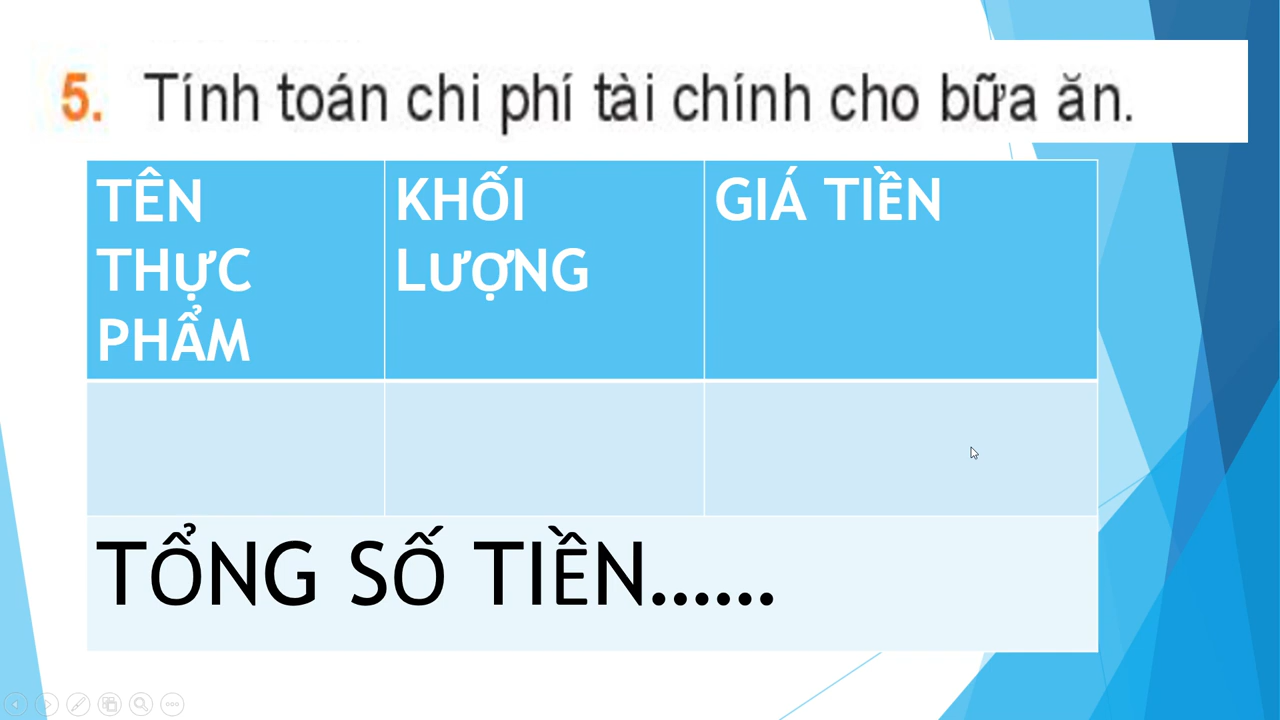 5. Tính toán chi phí tài chính cho bữa ăn.
TÊN
THỰC
PHẨM
KHỐI
LƯỢNG
GIÁ TIỀN
TỔNG SỐ TIỀN......